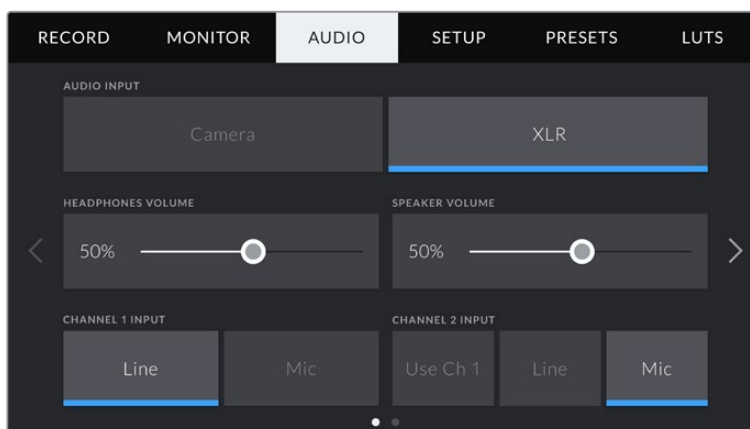 RECORD MONITOR AUDIO SETUP PRESETS LUTS
AUDIO INPUT
Camera XLR
HEADPHONES VOLUME SPEAKER VOLUME
50% 50%
CHANNEL 1 INPUT CHANNEL 2 INPUT
Line Mic Use Ch 1 Line Mic